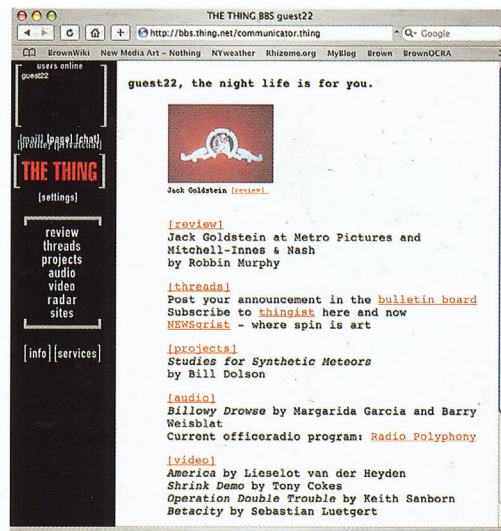 THE THING BBS guest22
http://bbs.thing.net/communicator.thing
Q- Google
BrownWiki New Media Art - Nothing NYweather Rhizome.org MyBlog Brown BrownOCRA
users online
guest22
[mail] [page] [chat]
THE THING
[settings]
review
threads
projects
audio
video
radar
sites
[info] [services]
guest22, the night life is for you.
Jack Goldstein [review]
[review]
Jack Goldstein at Metro Pictures and
Mitchell-Innes & Nash
by Robbin Murphy
[threads]
Post your announcement in the bulletin board
Subscribe to thingist here and now
NEWSgrist - where spin is art
[projects]
Studies for Synthetic Meteors
by Bill Dolson
[audio]
Billowy Drowse by Margarida Garcia and Barry
Weisblat
Current officeradio program: Radio Polyphony
[video]
America by Lieselot van der Heyden
Shrink Demo by Tony Cokes
Operation Double Trouble by Keith Sanborn
Betacity by Sebastian Luetgert